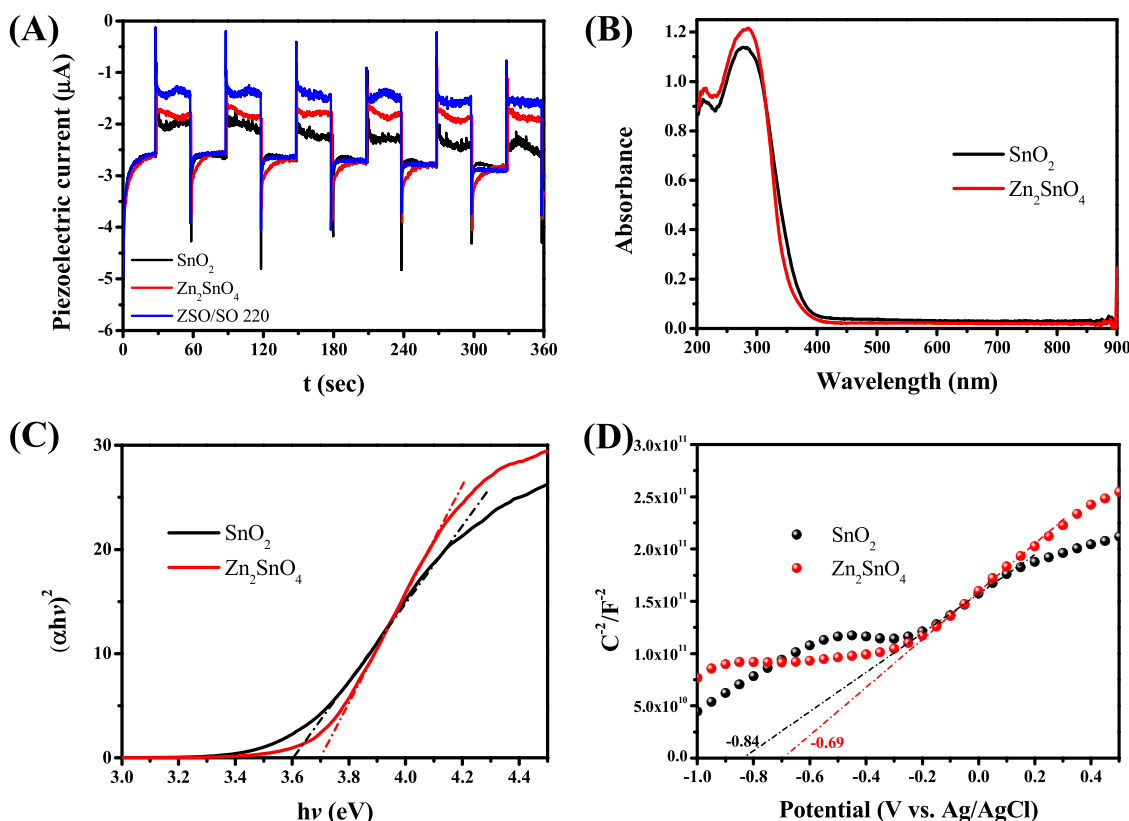 (A)
Piezoelectric current (μA)
0
-1
-2
-3
-4
-5
-6
SnO₂
Zn₂SnO₄
ZSO/SO 220
0 60 120 180 240 300 360
t (sec)
(B)
Absorbance
1.2
1.0
0.8
0.6
0.4
0.2
0.0
SnO₂
Zn₂SnO₄
200 300 400 500 600 700 800 900
Wavelength (nm)
(C)
(αhν)²
30
20
10
0
SnO₂
Zn₂SnO₄
3.0 3.2 3.4 3.6 3.8 4.0 4.2 4.4
hν (eV)
(D)
C⁻²/F⁻²
3.0x10¹¹
2.5x10¹¹
2.0x10¹¹
1.5x10¹¹
1.0x10¹¹
5.0x10¹⁰
0.0
SnO₂
Zn₂SnO₄
-0.84
-0.69
-1.0 -0.8 -0.6 -0.4 -0.2 0.0 0.2 0.4
Potential (V vs. Ag/AgCl)